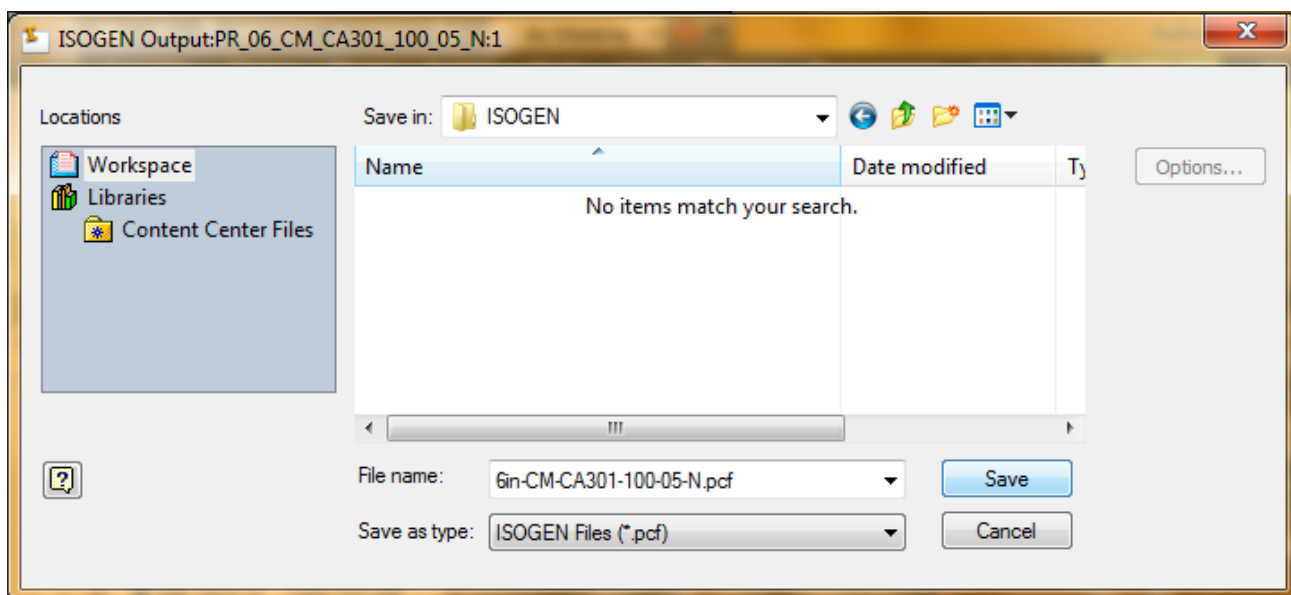 ISOGEN Output:PR_06_CM_CA301_100_05_N:1
Locations
Save in: ISOGEN
Workspace
Libraries
Content Center Files
Name Date modified Ty
Options...
No items match your search.
File name: 6in-CM-CA301-100-05-N.pcf Save
Save as type: ISOGEN Files (*.pcf) Cancel